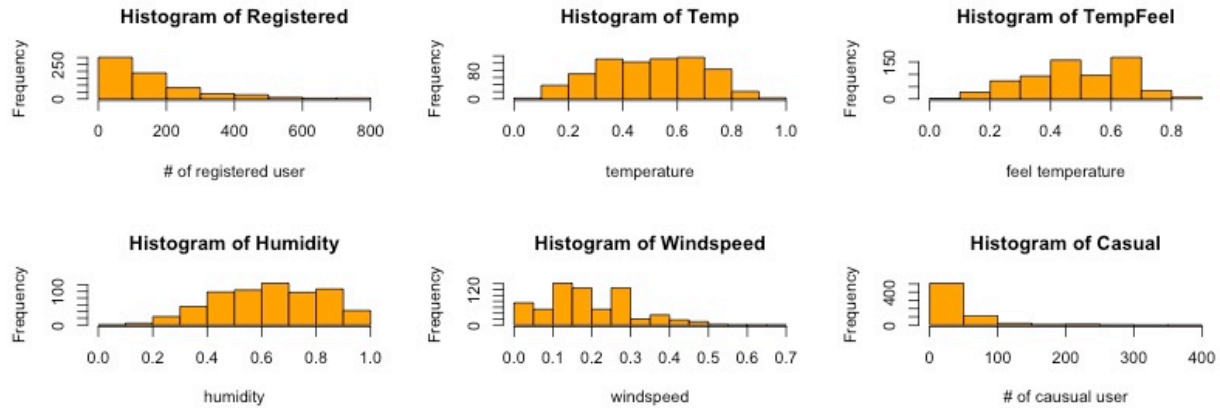 Histogram of Registered
Frequency
250
0
0 200 400 600 800
# of registered user
Histogram of Temp
Frequency
80
0
0.0 0.2 0.4 0.6 0.8 1.0
temperature
Histogram of TempFeel
Frequency
150
0
0.0 0.2 0.4 0.6 0.8
feel temperature
Histogram of Humidity
Frequency
100
0
0.0 0.2 0.4 0.6 0.8 1.0
humidity
Histogram of Windspeed
Frequency
120
0
0.0 0.1 0.2 0.3 0.4 0.5 0.6 0.7
windspeed
Histogram of Casual
Frequency
400
0
0 100 200 300 400
# of causual user